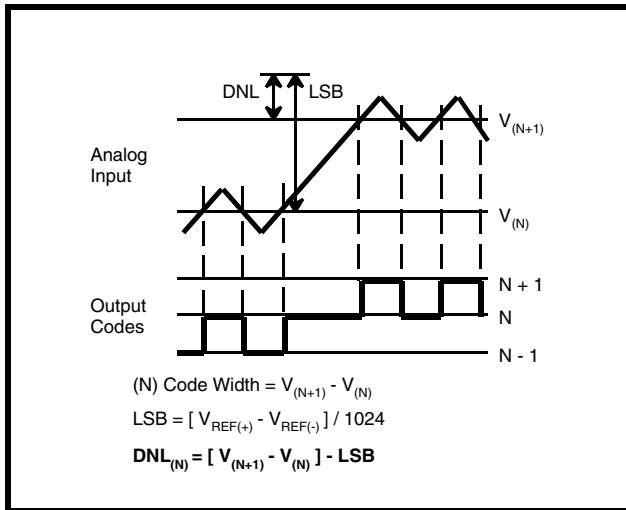 DNL LSB
V(N+1)
Analog
Input
V(N)
N + 1
Output
Codes
N
N - 1
(N) Code Width = V(N+1) - V(N)
LSB = [ VREF(+) - VREF(-) ] / 1024
DNL(N) = [ V(N+1) - V(N) ] - LSB